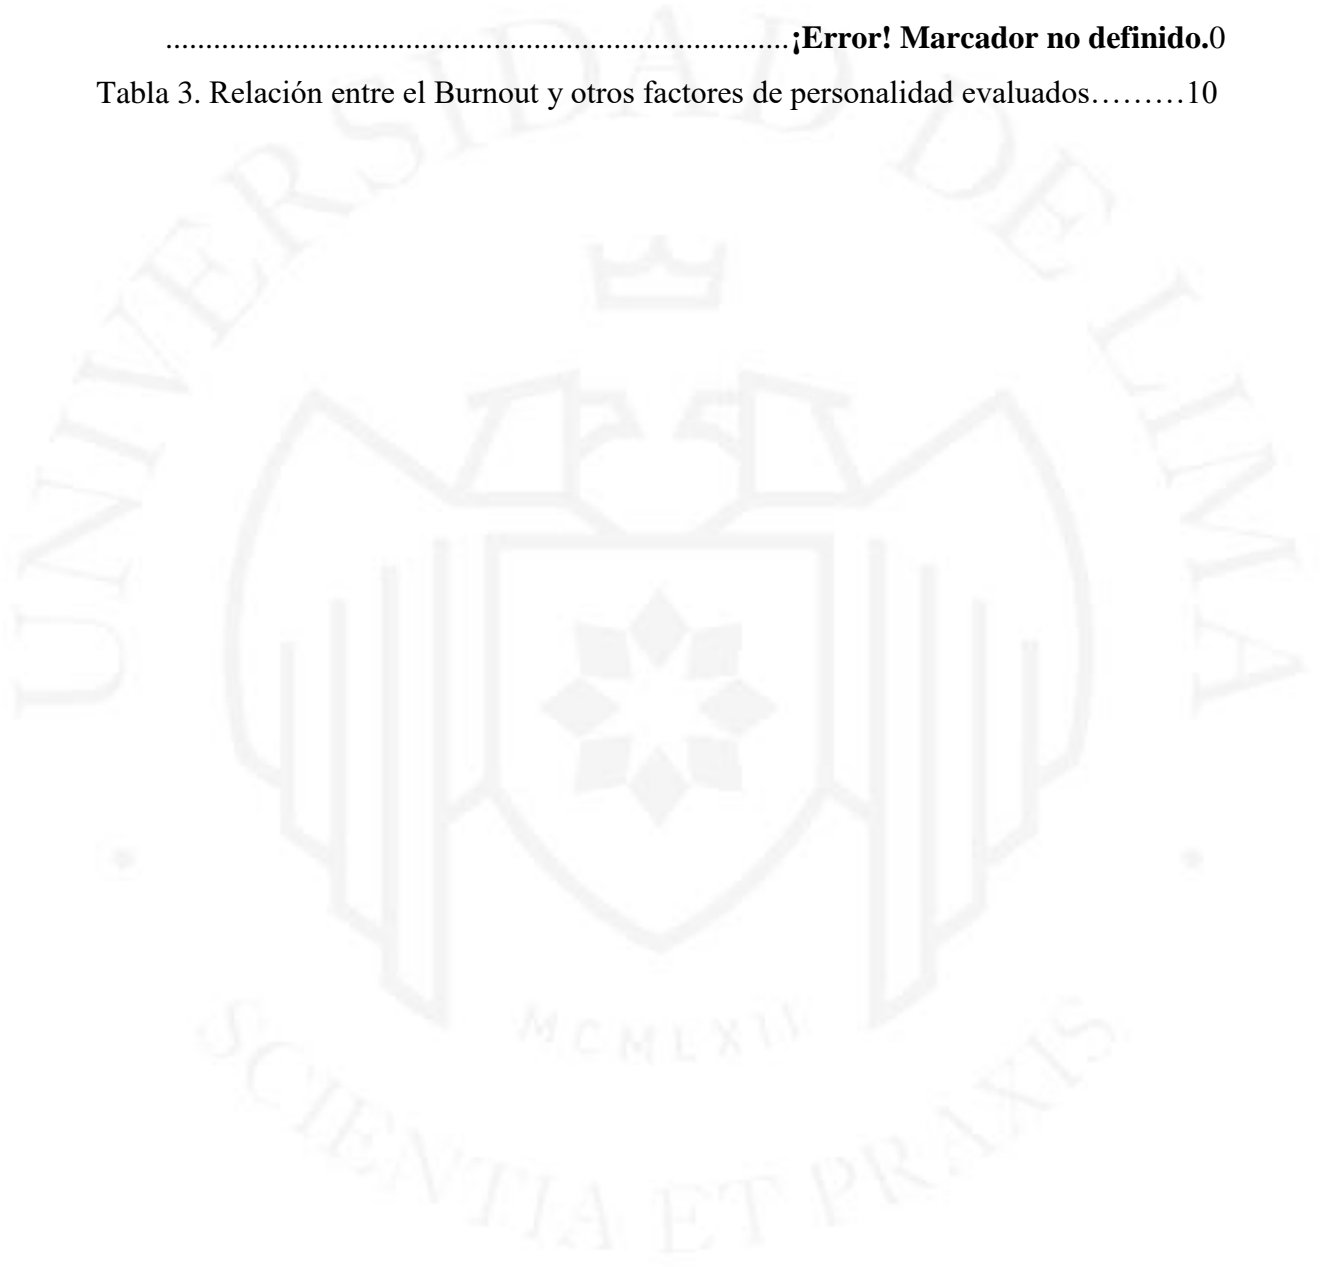 ..............................................................................¡Error! Marcador no definido.0
Tabla 3. Relación entre el Burnout y otros factores de personalidad evaluados………10
UNIVERSIDAD DE LIMA
MCMLXII
SCIENTIA ET PRAXIS